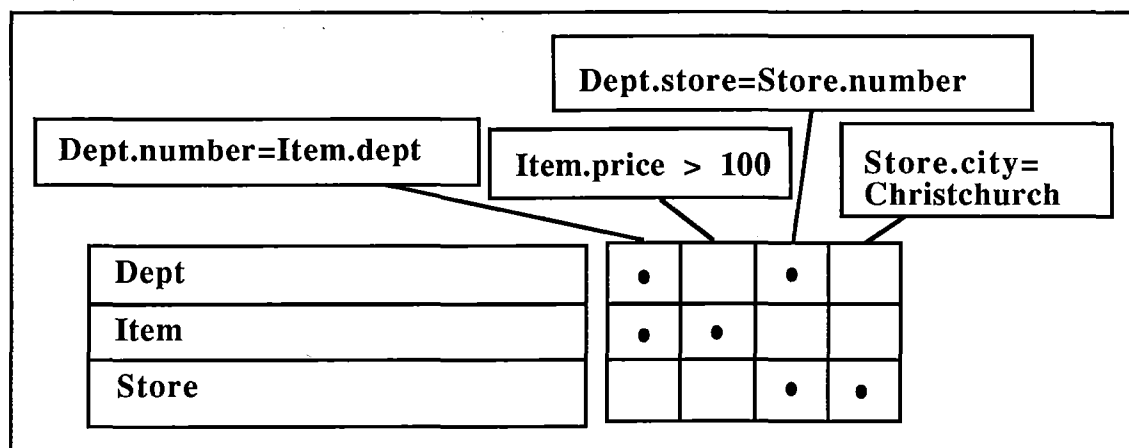 Dept.store=Store.number
Dept.number=Item.dept
Item.price > 100
Store.city=
Christchurch
Dept
Item
Store